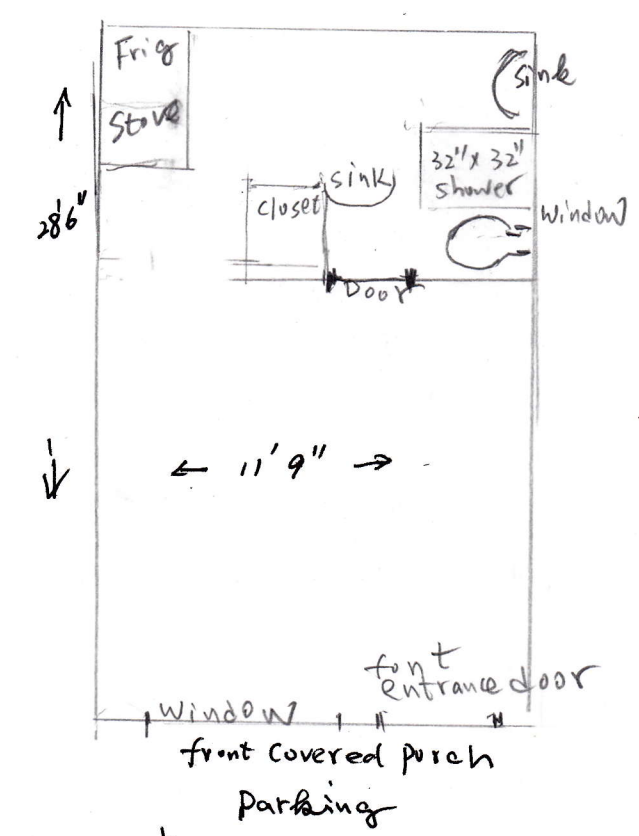 Frig
Stove
Sink
32" x 32"
shower
sink
closet
window
28'6"
Door
11' 9"
font
entrance door
window
front covered porch
parking